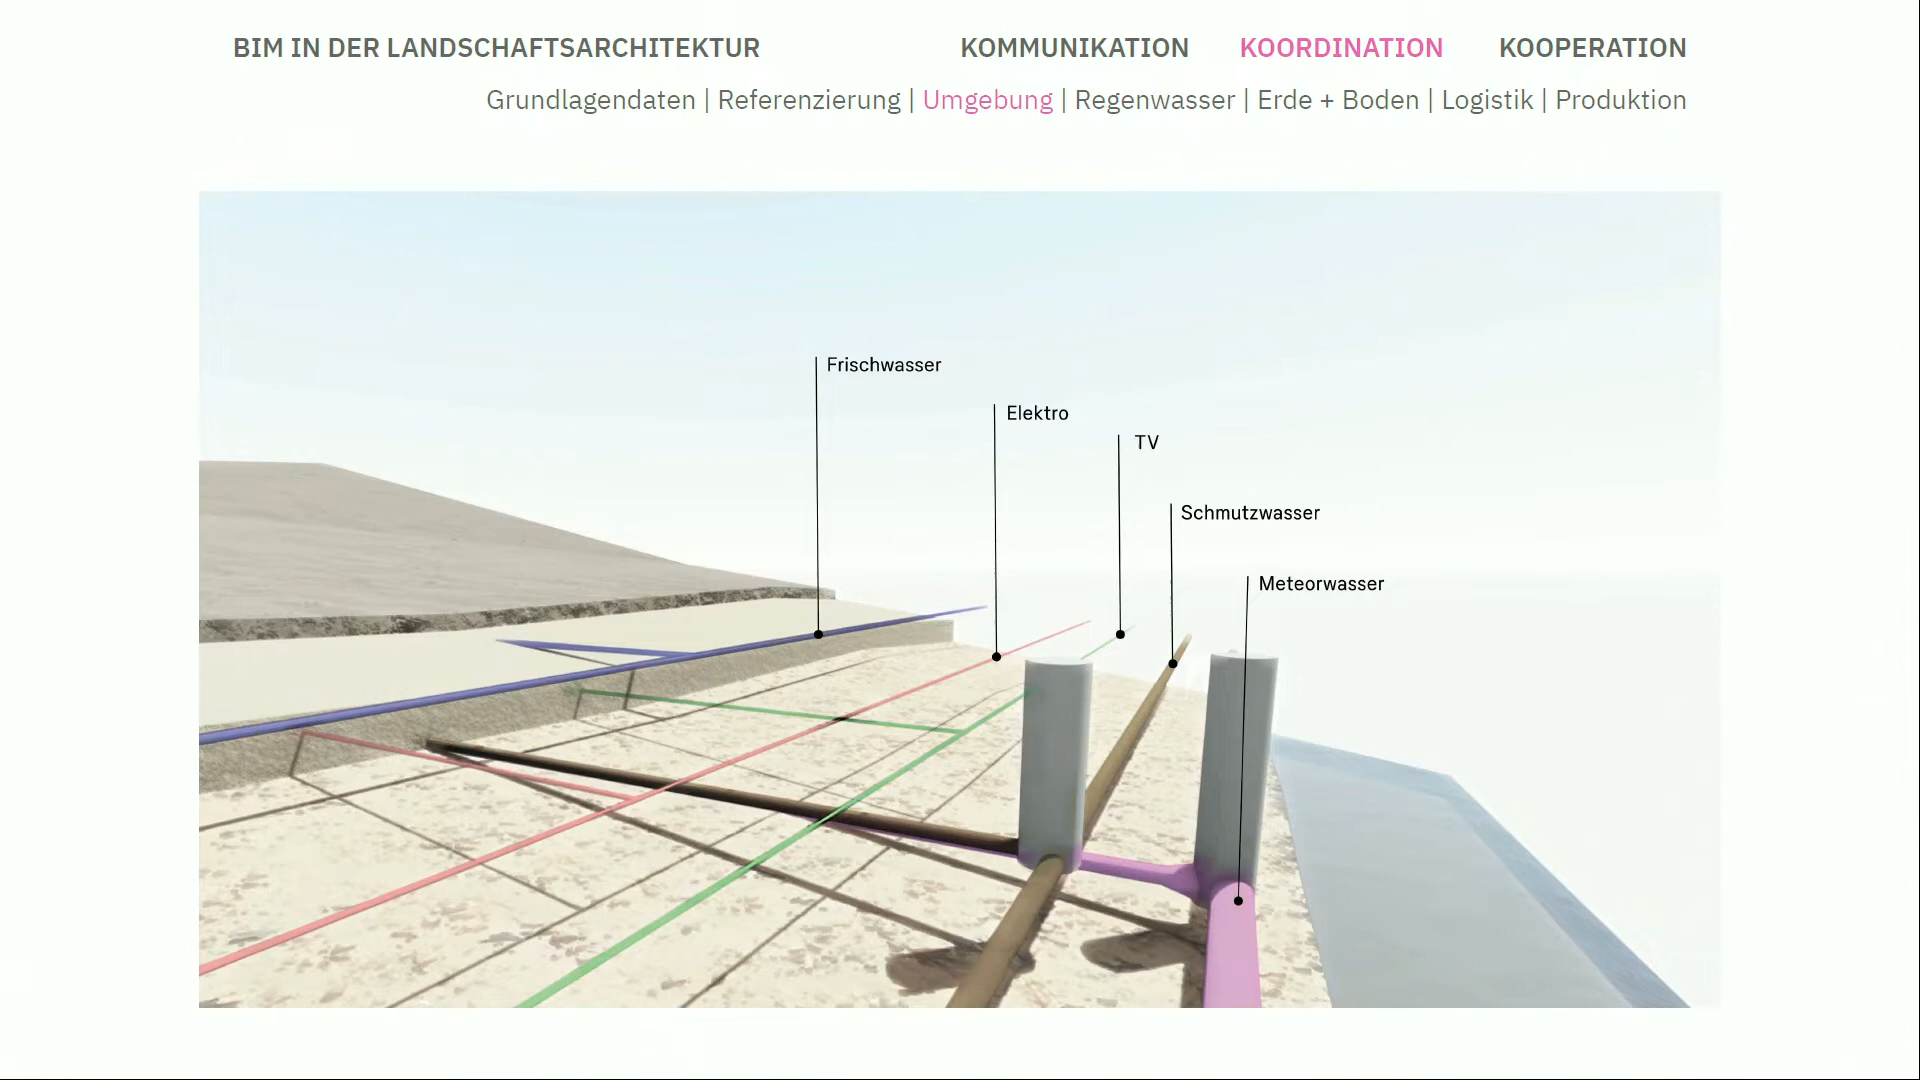 BIM IN DER LANDSCHAFTSARCHITEKTUR KOMMUNIKATION KOORDINATION KOOPERATION
Grundlagendaten | Referenzierung | Umgebung | Regenwasser | Erde + Boden | Logistik | Produktion
Frischwasser
Elektro
TV
Schmutzwasser
Meteorwasser